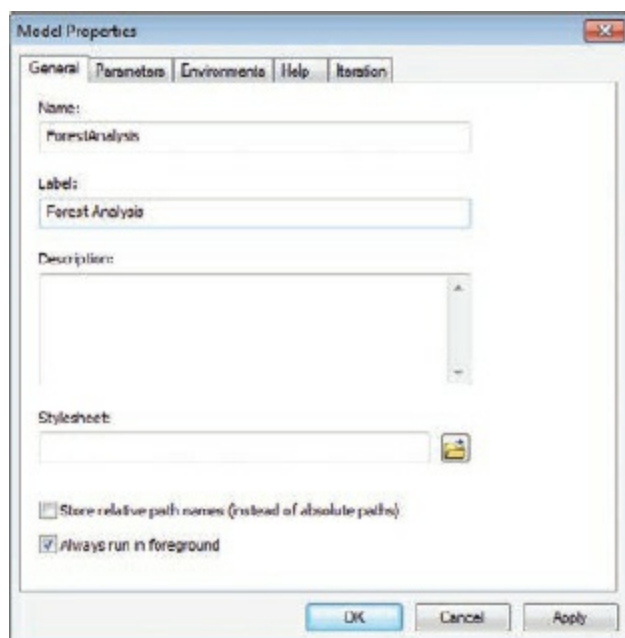 Model Properties
General Parameters Environments Help Iteration
Name:
ForestAnalysis
Label:
Forest Analysis
Description:
Stylesheet:
Store relative path names (instead of absolute paths)
Always run in foreground
OK Cancel Apply